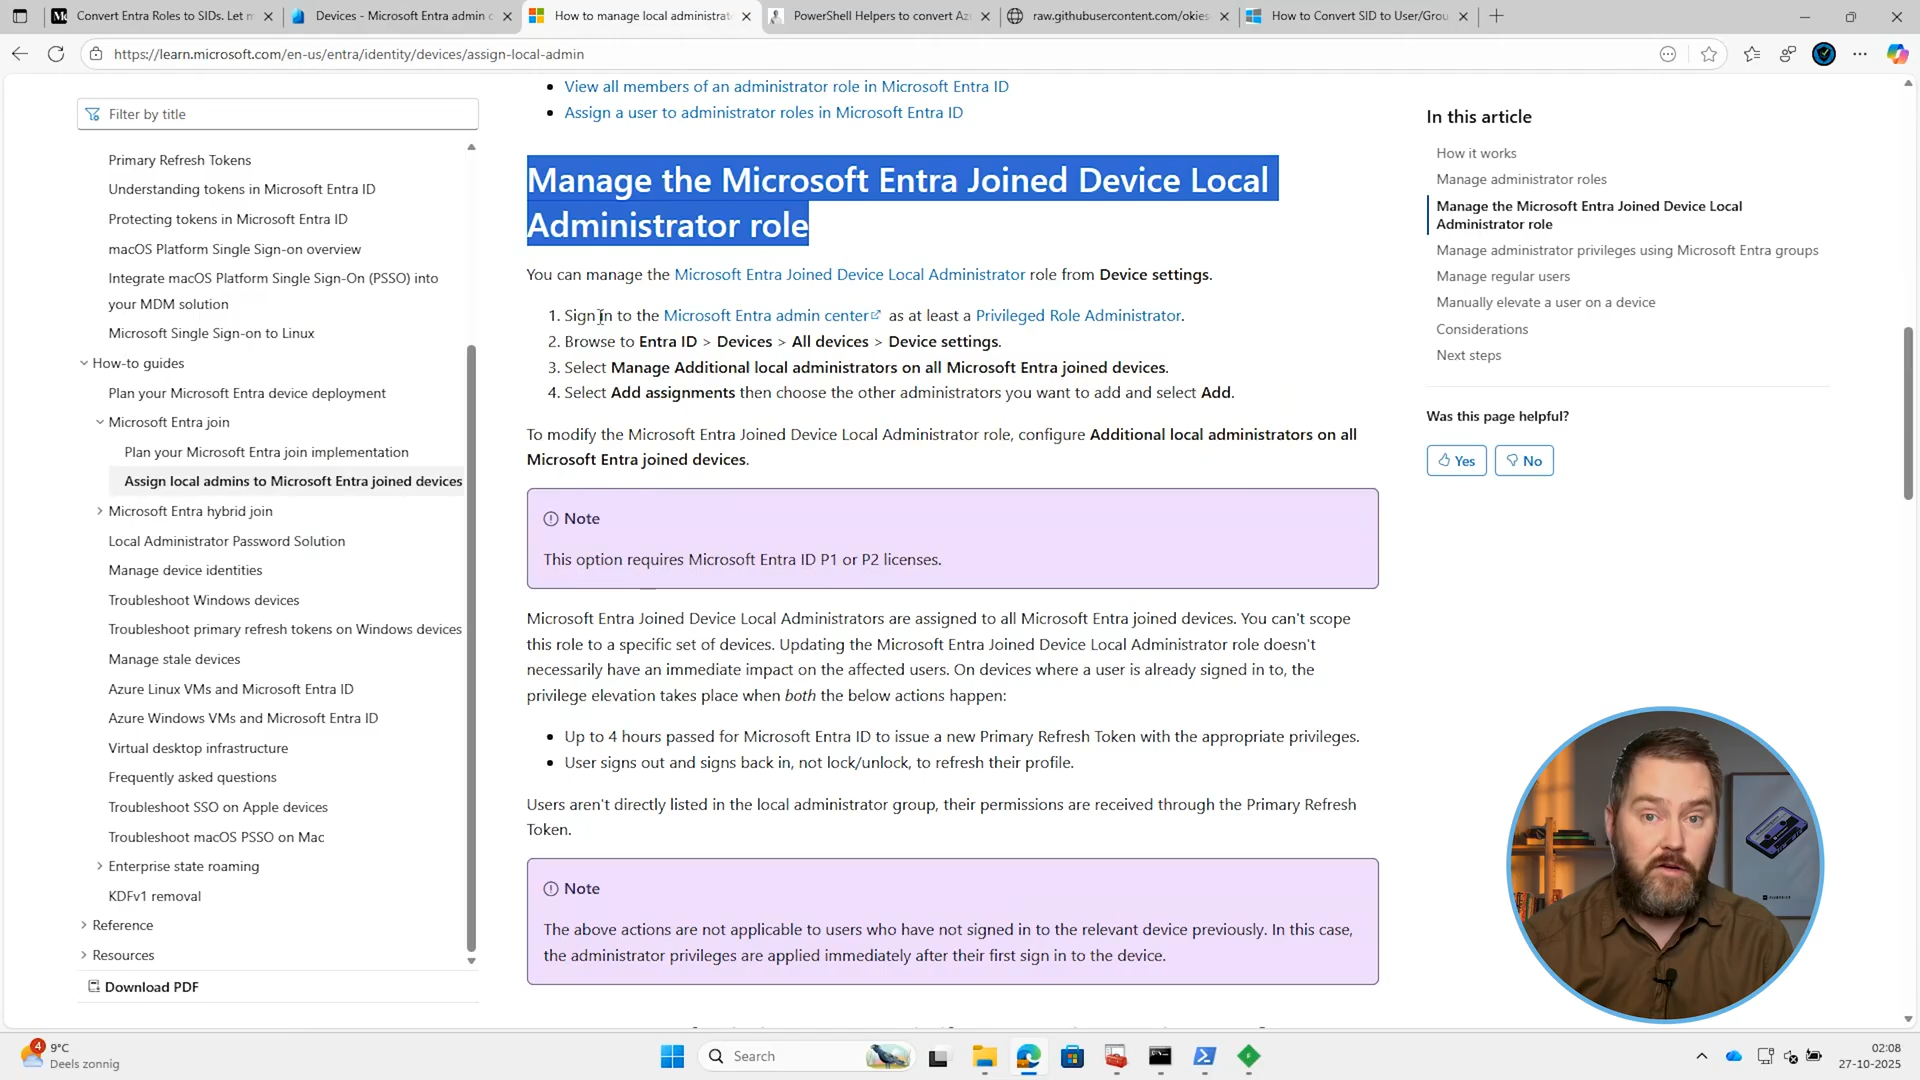 Convert Entra Roles to SIDs. Let m
Devices - Microsoft Entra admin c
How to manage local administrat
PowerShell Helpers to convert Az
raw.githubusercontent.com/okies
How to Convert SID to User/Grou
https://learn.microsoft.com/en-us/entra/identity/devices/assign-local-admin
Filter by title
Primary Refresh Tokens
Understanding tokens in Microsoft Entra ID
Protecting tokens in Microsoft Entra ID
macOS Platform Single Sign-on overview
Integrate macOS Platform Single Sign-On (PSSO) into
your MDM solution
Microsoft Single Sign-on to Linux
How-to guides
Plan your Microsoft Entra device deployment
Microsoft Entra join
Plan your Microsoft Entra join implementation
Assign local admins to Microsoft Entra joined devices
Microsoft Entra hybrid join
Local Administrator Password Solution
Manage device identities
Troubleshoot Windows devices
Troubleshoot primary refresh tokens on Windows devices
Manage stale devices
Azure Linux VMs and Microsoft Entra ID
Azure Windows VMs and Microsoft Entra ID
Virtual desktop infrastructure
Frequently asked questions
Troubleshoot SSO on Apple devices
Troubleshoot macOS PSSO on Mac
Enterprise state roaming
KDFv1 removal
Reference
Resources
Download PDF
View all members of an administrator role in Microsoft Entra ID
Assign a user to administrator roles in Microsoft Entra ID
Manage the Microsoft Entra Joined Device Local
Administrator role
You can manage the Microsoft Entra Joined Device Local Administrator role from Device settings.
1. Sign in to the Microsoft Entra admin center as at least a Privileged Role Administrator.
2. Browse to Entra ID > Devices > All devices > Device settings.
3. Select Manage Additional local administrators on all Microsoft Entra joined devices.
4. Select Add assignments then choose the other administrators you want to add and select Add.
To modify the Microsoft Entra Joined Device Local Administrator role, configure Additional local administrators on all
Microsoft Entra joined devices.
Note
This option requires Microsoft Entra ID P1 or P2 licenses.
Microsoft Entra Joined Device Local Administrators are assigned to all Microsoft Entra joined devices. You can't scope
this role to a specific set of devices. Updating the Microsoft Entra Joined Device Local Administrator role doesn't
necessarily have an immediate impact on the affected users. On devices where a user is already signed in to, the
privilege elevation takes place when both the below actions happen:
Up to 4 hours passed for Microsoft Entra ID to issue a new Primary Refresh Token with the appropriate privileges.
User signs out and signs back in, not lock/unlock, to refresh their profile.
Users aren't directly listed in the local administrator group, their permissions are received through the Primary Refresh
Token.
Note
The above actions are not applicable to users who have not signed in to the relevant device previously. In this case,
the administrator privileges are applied immediately after their first sign in to the device.
In this article
How it works
Manage administrator roles
Manage the Microsoft Entra Joined Device Local
Administrator role
Manage administrator privileges using Microsoft Entra groups
Manage regular users
Manually elevate a user on a device
Considerations
Next steps
Was this page helpful?
Yes
No
4
9°C
Deels zonnig
Search
02:08
27-10-2025